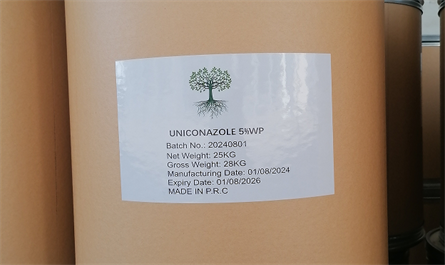 UNICONAZOLE 5%WP
Batch No.: 20240801
Net Weight: 25KG
Gross Weight: 28KG
Manufacturing Date: 01/08/2024
Expiry Date: 01/08/2026
MADE IN P.R.C